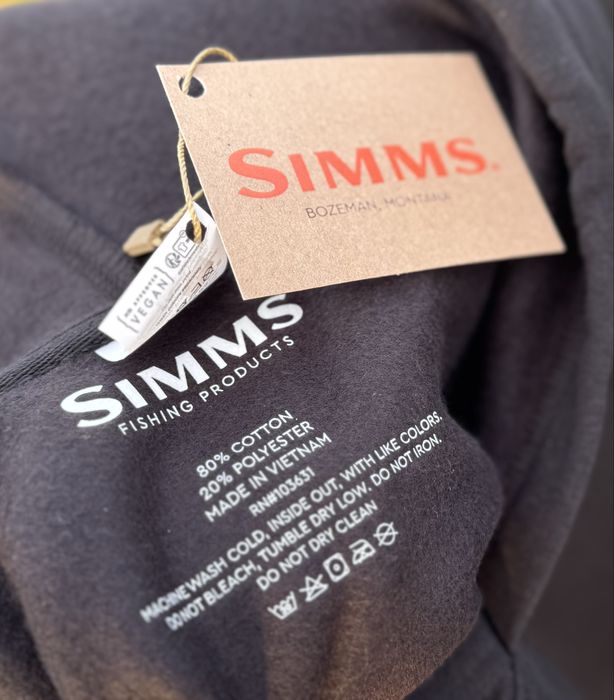 SIMMS.
BOZEMAN, MONTANA
APPROVED
{VEGAN}
SIMMS
FISHING PRODUCTS
80% COTTON
20% POLYESTER
MADE IN VIETNAM
RN#103631
MACHINE WASH COLD, INSIDE OUT, WITH LIKE COLORS.
DO NOT BLEACH, TUMBLE DRY LOW. DO NOT IRON.
DO NOT DRY CLEAN